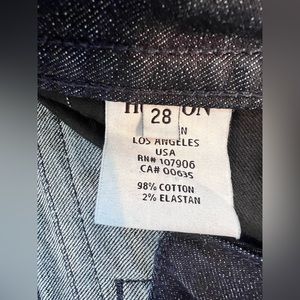 28
LOS ANGELES
USA
RN# 107906
CA# 00635
98% COTTON
2% ELASTAN